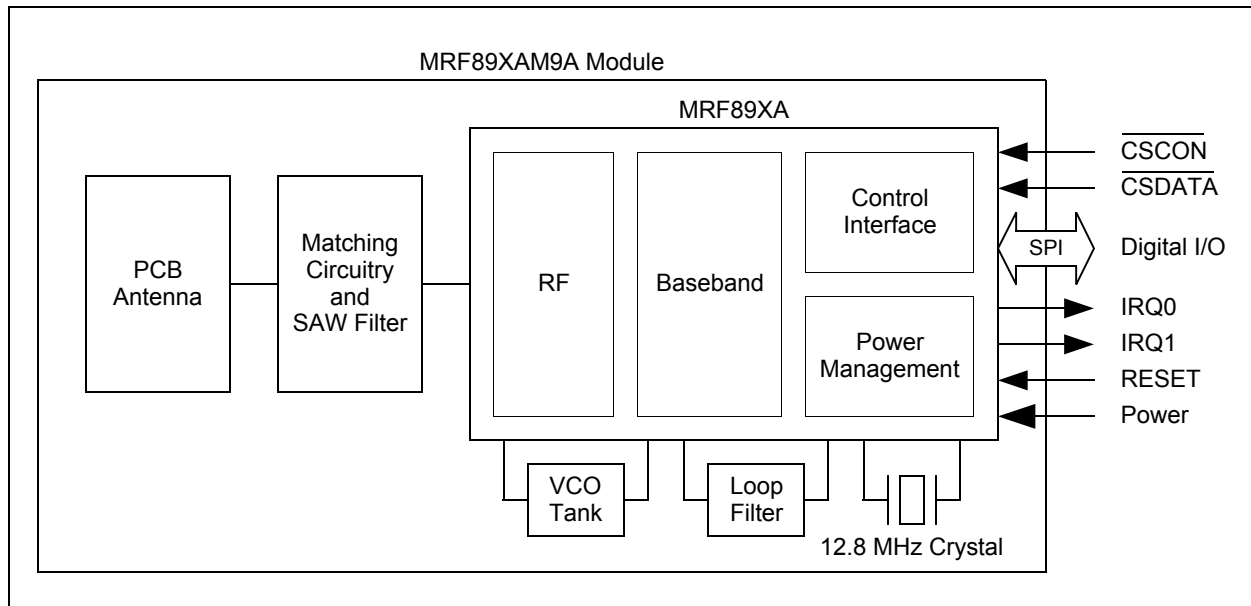 MRF89XAM9A Module
MRF89XA
PCB
Antenna
Matching
Circuitry
and
SAW Filter
RF
Baseband
Control
Interface
Power
Management
CSCON
CSDATA
SPI
Digital I/O
IRQ0
IRQ1
RESET
Power
VCO
Tank
Loop
Filter
12.8 MHz Crystal